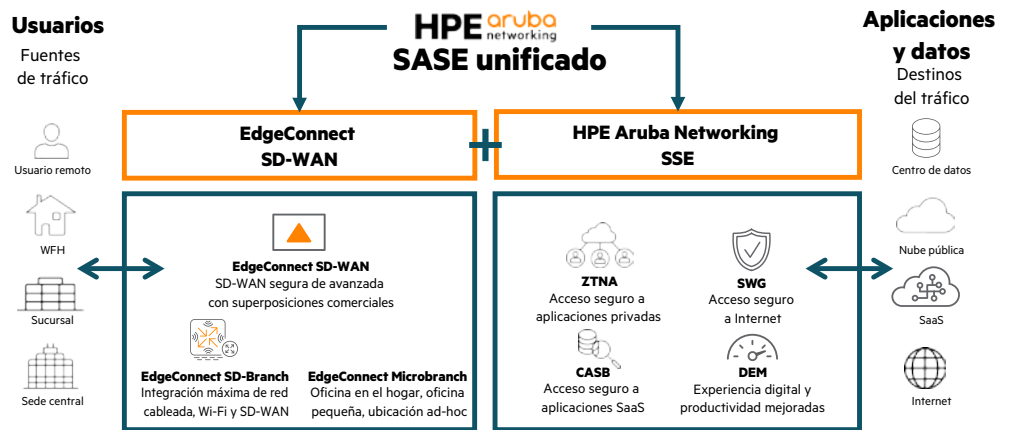 Usuarios
Fuentes
de tráfico
Usuario remoto
WFH
Sucursal
Sede central
HPE aruba
networking
SASE unificado
EdgeConnect
SD-WAN
+
HPE Aruba Networking
SSE
EdgeConnect SD-WAN
SD-WAN segura de avanzada
con superposiciones comerciales
EdgeConnect SD-Branch
Integración máxima de red
cableada, Wi-Fi y SD-WAN
EdgeConnect Microbranch
Oficina en el hogar, oficina
pequeña, ubicación ad-hoc
ZTNA
Acceso seguro a
aplicaciones privadas
SWG
Acceso seguro
a Internet
CASB
Acceso seguro a
aplicaciones SaaS
DEM
Experiencia digital y
productividad mejoradas
Aplicaciones
y datos
Destinos
del tráfico
Centro de datos
Nube pública
SaaS
Internet